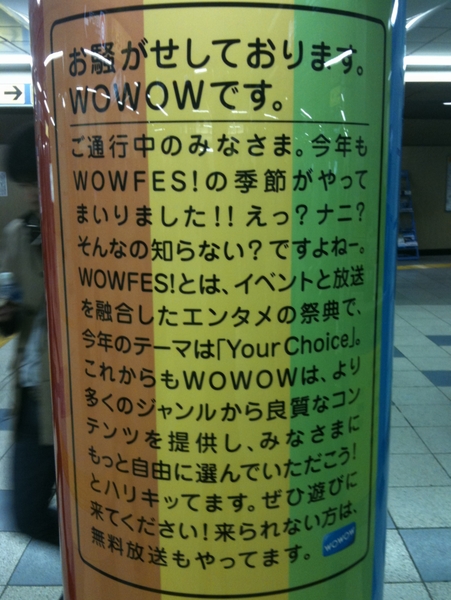 お騒がせしております。
WOWOWです。
ご通行中のみなさま。今年も
WOWFES!の季節がやって
まいりました!!えっ?ナニ?
そんなの知らない?ですよねー。
WOWFES!とは、イベントと放送
を融合したエンタメの祭典で、
今年のテーマは「Your Choice」。
これからもWOWOWは、より
多くのジャンルから良質なコン
テンツを提供し、みなさまに
もっと自由に選んでいただこう!
とハリキッてます。ぜひ遊びに
来てください!来られない方は、
無料放送もやってます。
WOWOW